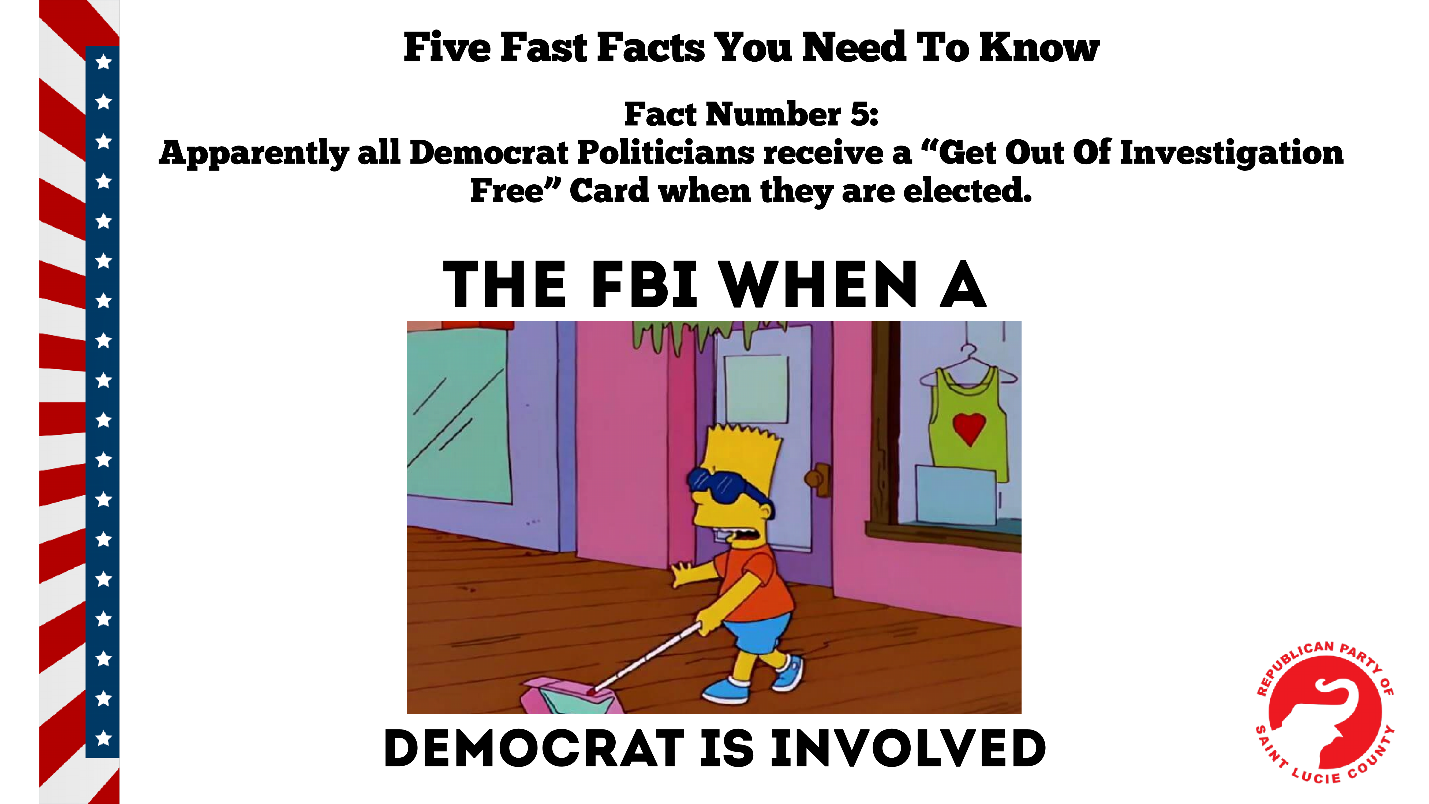 Five Fast Facts You Need To Know
Fact Number 5:
Apparently all Democrat Politicians receive a “Get Out Of Investigation
Free” Card when they are elected.
THE FBI WHEN A
DEMOCRAT IS INVOLVED
REPUBLICAN PARTY OF
SAINT LUCIE COUNTY